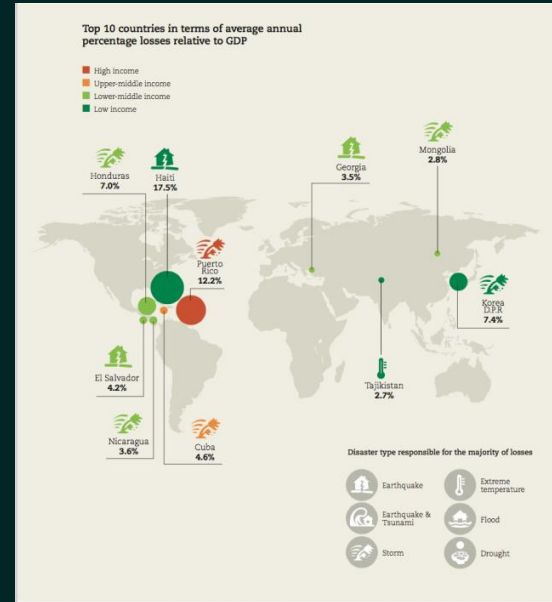 Top 10 countries in terms of average annual
percentage losses relative to GDP
High income
Upper-middle income
Lower-middle income
Low income
Honduras
7.0%
Haiti
17.5%
Puerto
Rico
12.2%
Georgia
3.5%
Mongolia
2.8%
Korea
D.P.R
7.4%
El Salvador
4.2%
Nicaragua
3.6%
Cuba
4.6%
Tajikistan
2.7%
Disaster type responsible for the majority of losses
Earthquake
Extreme
temperature
Earthquake &
Tsunami
Flood
Storm
Drought